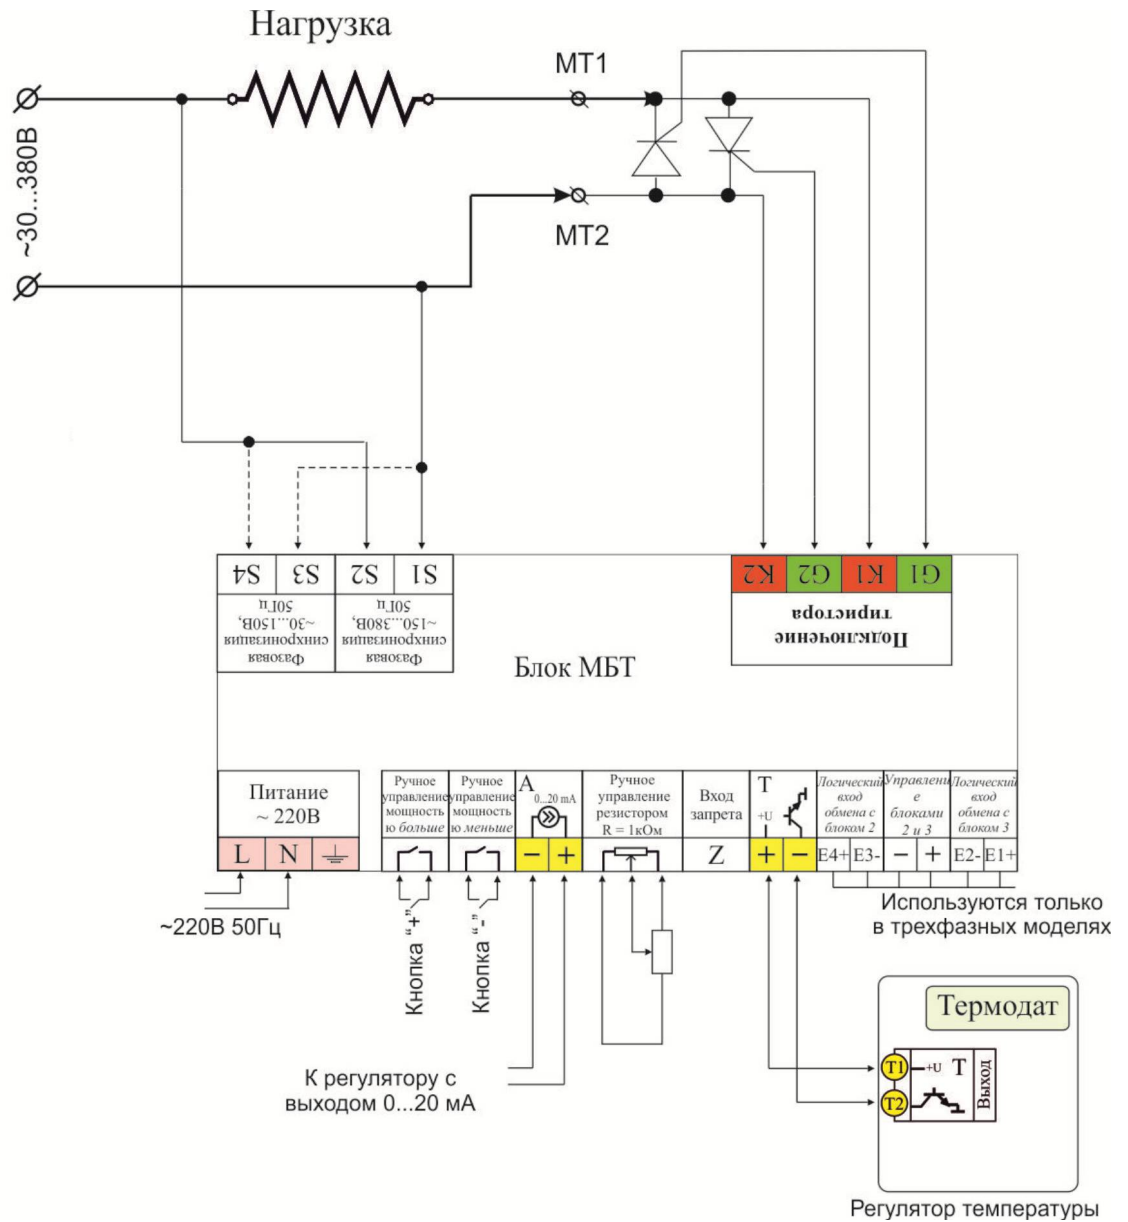 Нагрузка
МТ1
~30...380В
МТ2
S4
S3
S2
S1
Фазовая
синхронизация
~30...150В,
50Гц
Фазовая
синхронизация
~150...380В,
50Гц
K2
G2
K1
G1
Подключение
тиристора
Блок МБТ
Питание
~ 220В
L
N
Ручное
управление
мощность
ю больше
Ручное
управление
мощность
ю меньше
A
0...20 mA
− +
Ручное
управление
резистором
R = 1кОм
Вход
запрета
Z
T
+U
+ −
Логический
вход
обмена с
блоком 2
E4+ E3-
Управлени
е
блоками
2 и 3
− +
Логический
вход
обмена с
блоком 3
E2- E1+
~220В 50Гц
Кнопка “+”
Кнопка “-”
Используются только
в трехфазных моделях
К регулятору с
выходом 0...20 мА
Термодат
T1
+U T
T2
Выход
Регулятор температуры